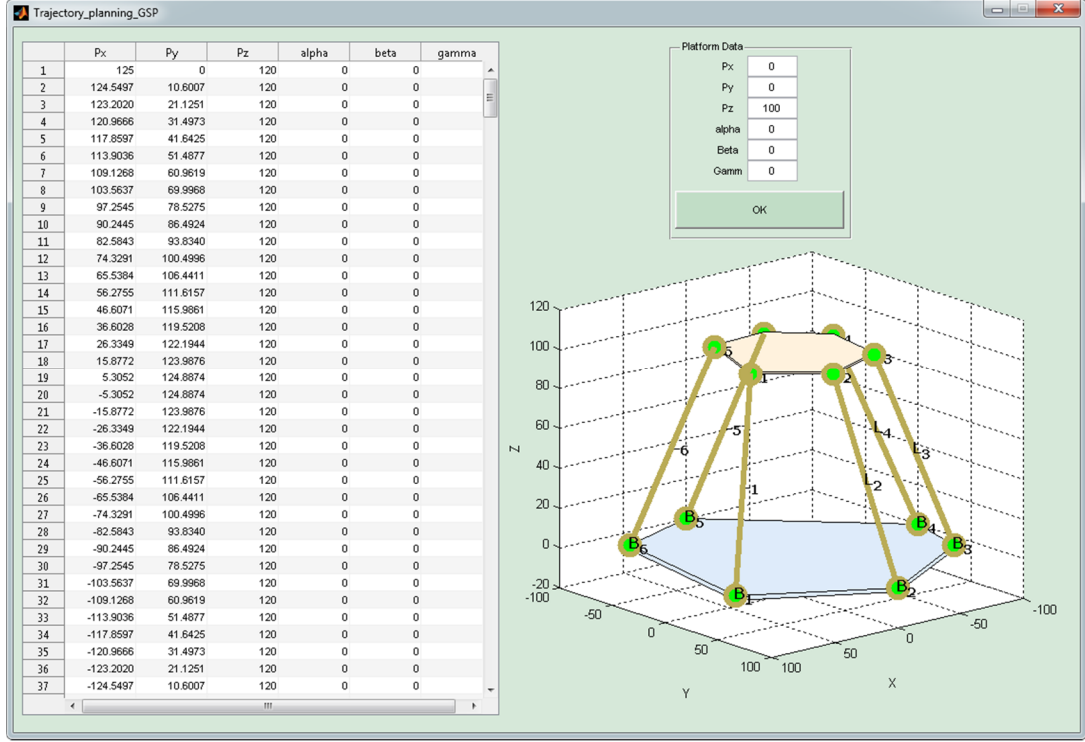 Trajectory_planning_GSP
Px Py Pz alpha beta gamma
1 125 0 120 0 0
2 124.5497 10.6007 120 0 0
3 123.2020 21.1251 120 0 0
4 120.9666 31.4973 120 0 0
5 117.8597 41.6425 120 0 0
6 113.9036 51.4877 120 0 0
7 109.1268 60.9619 120 0 0
8 103.5637 69.9968 120 0 0
9 97.2545 78.5275 120 0 0
10 90.2445 86.4924 120 0 0
11 82.5843 93.8340 120 0 0
12 74.3291 100.4996 120 0 0
13 65.5384 106.4411 120 0 0
14 56.2755 111.6157 120 0 0
15 46.6071 115.9861 120 0 0
16 36.6028 119.5208 120 0 0
17 26.3349 122.1944 120 0 0
18 15.8772 123.9876 120 0 0
19 5.3052 124.8874 120 0 0
20 -5.3052 124.8874 120 0 0
21 -15.8772 123.9876 120 0 0
22 -26.3349 122.1944 120 0 0
23 -36.6028 119.5208 120 0 0
24 -46.6071 115.9861 120 0 0
25 -56.2755 111.6157 120 0 0
26 -65.5384 106.4411 120 0 0
27 -74.3291 100.4996 120 0 0
28 -82.5843 93.8340 120 0 0
29 -90.2445 86.4924 120 0 0
30 -97.2545 78.5275 120 0 0
31 -103.5637 69.9968 120 0 0
32 -109.1268 60.9619 120 0 0
33 -113.9036 51.4877 120 0 0
34 -117.8597 41.6425 120 0 0
35 -120.9666 31.4973 120 0 0
36 -123.2020 21.1251 120 0 0
37 -124.5497 10.6007 120 0 0
Platform Data
Px 0
Py 0
Pz 100
alpha 0
Beta 0
Gamm 0
OK
120
100
80
60
40
20
0
-20
Z
-100
-50
0
50
100
Y
100
50
0
-50
-100
X
5
4
3
1
2
6
5
1
L2
L4
L3
B6
B5
B1
B2
B4
B3